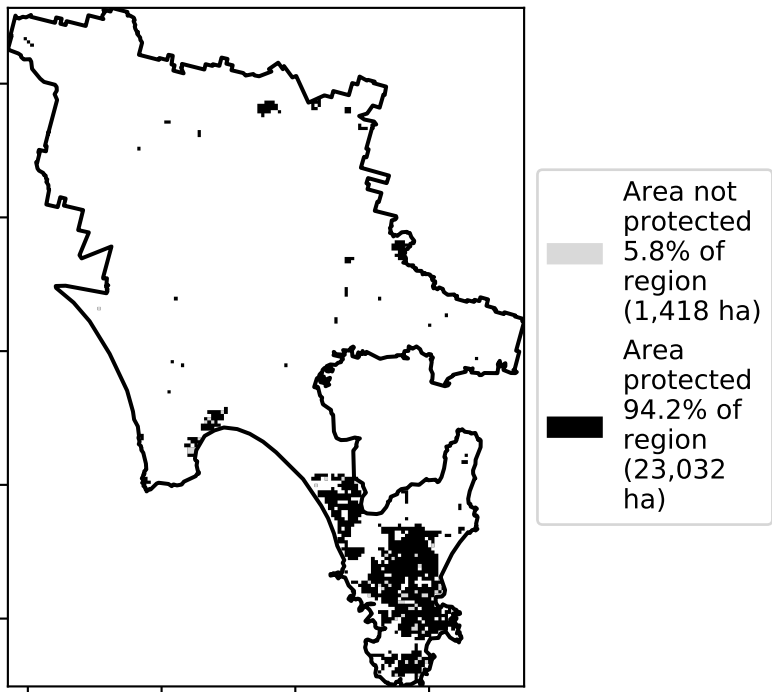 Area not
protected
5.8% of
region
(1,418 ha)
Area
protected
94.2% of
region
(23,032
ha)